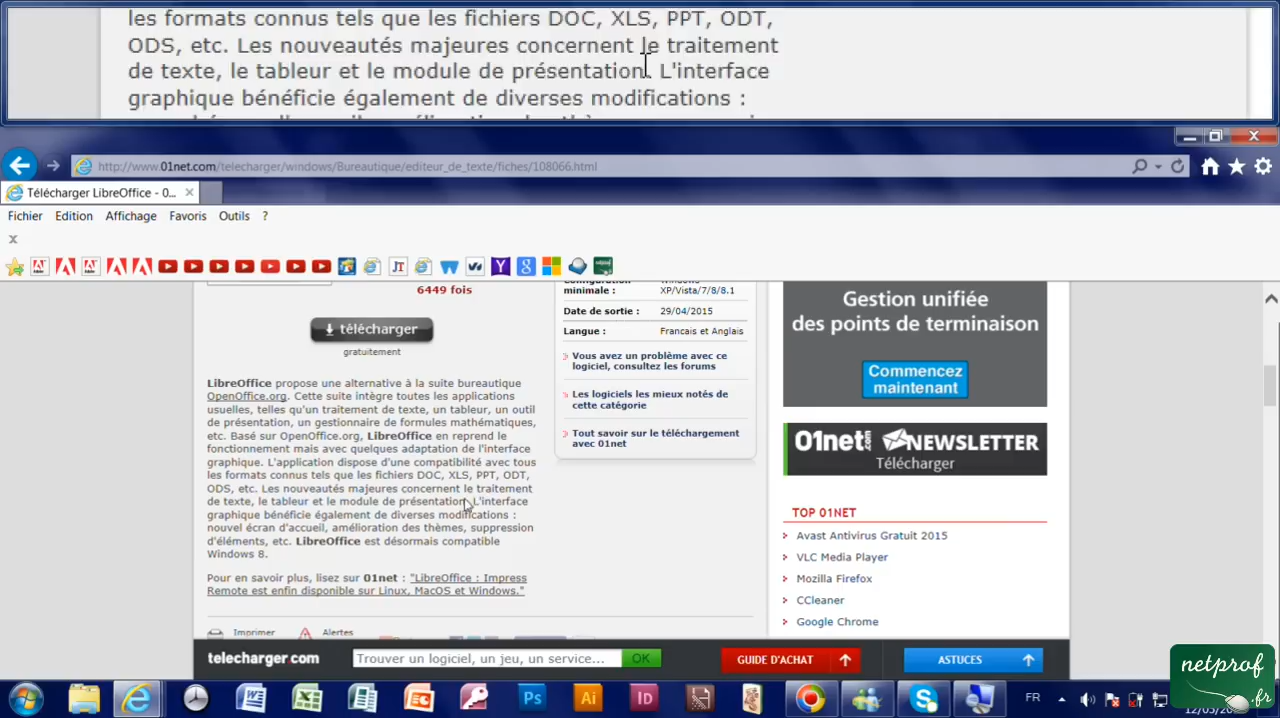 les formats connus tels que les fichiers DOC, XLS, PPT, ODT,
ODS, etc. Les nouveautés majeures concernent le traitement
de texte, le tableur et le module de présentation. L'interface
graphique bénéficie également de diverses modifications :
http://www.01net.com/telecharger/windows/Bureautique/editeur_de_texte/fiches/108066.html
Télécharger LibreOffice - 0...
Fichier Edition Affichage Favoris Outils ?
x
6449 fois
télécharger
gratuitement
LibreOffice propose une alternative à la suite bureautique
OpenOffice.org. Cette suite intègre toutes les applications
usuelles, telles qu'un traitement de texte, un tableur, un outil
de présentation, un gestionnaire de formules mathématiques,
etc. Basé sur OpenOffice.org, LibreOffice en reprend le
fonctionnement mais avec quelques adaptation de l'interface
graphique. L'application dispose d'une compatibilité avec tous
les formats connus tels que les fichiers DOC, XLS, PPT, ODT,
ODS, etc. Les nouveautés majeures concernent le traitement
de texte, le tableur et le module de présentation. L'interface
graphique bénéficie également de diverses modifications :
nouvel écran d'accueil, amélioration des thèmes, suppression
d'éléments, etc. LibreOffice est désormais compatible
Windows 8.
Pour en savoir plus, lisez sur 01net : "LibreOffice : Impress
Remote est enfin disponible sur Linux, MacOS et Windows."
Imprimer Alertes
minimale : XP/Vista/7/8/8.1
Date de sortie : 29/04/2015
Langue : Francais et Anglais
Vous avez un problème avec ce
logiciel, consultez les forums
Les logiciels les mieux notés de
cette catégorie
Tout savoir sur le téléchargement
avec 01net
Gestion unifiée
des points de terminaison
Commencez
maintenant
01net.com NEWSLETTER
Télécharger
TOP 01NET
Avast Antivirus Gratuit 2015
VLC Media Player
Mozilla Firefox
CCleaner
Google Chrome
telecharger.com Trouver un logiciel, un jeu, un service... OK GUIDE D'ACHAT ASTUCES
Ps Ai Id FR
netprof
.fr